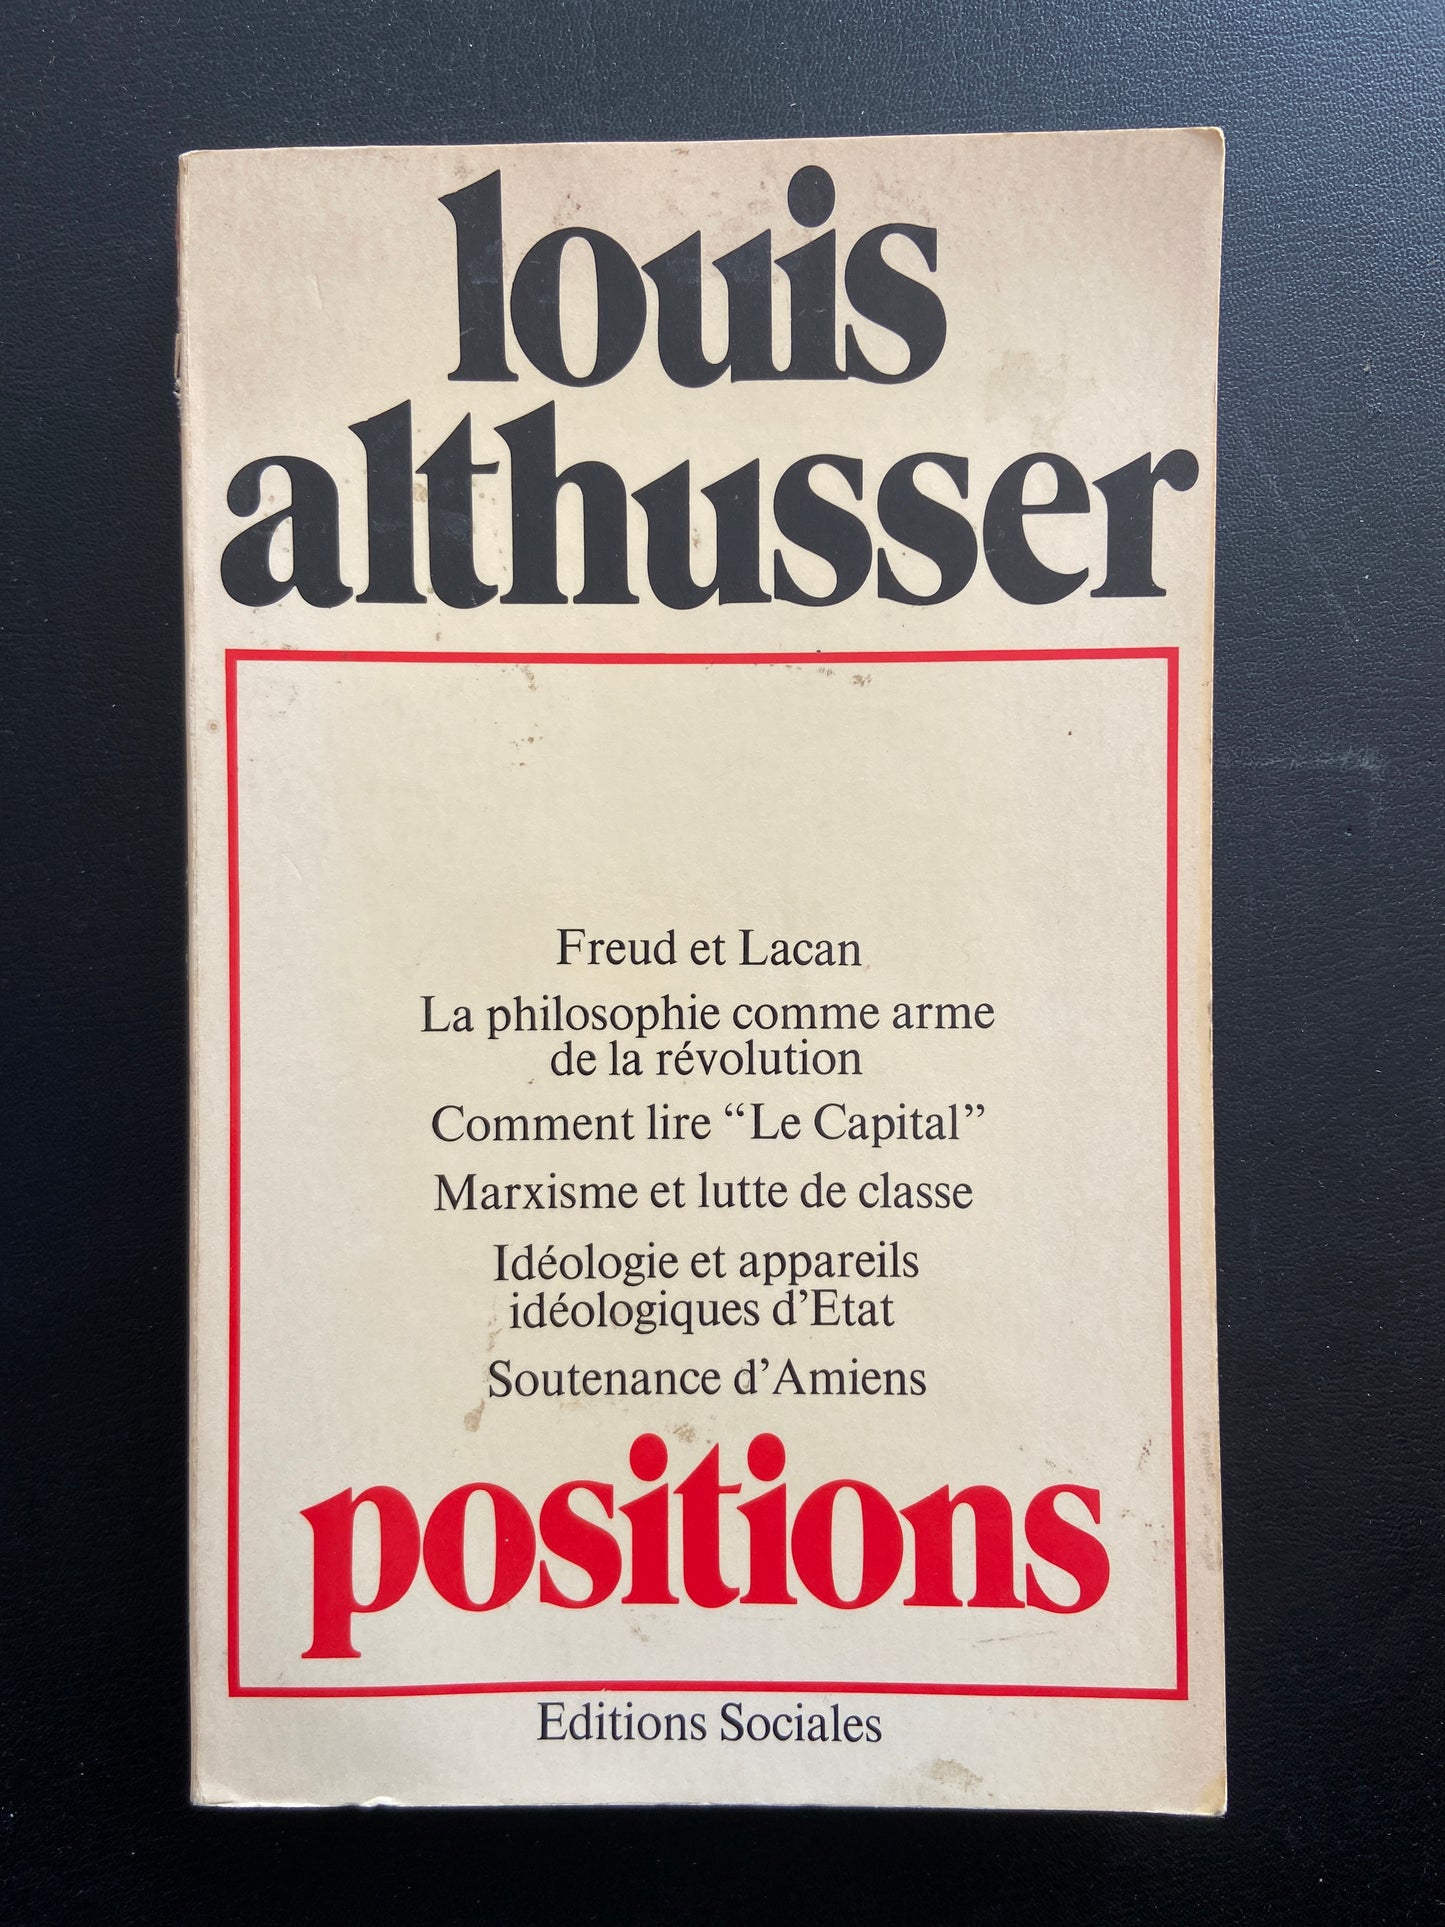 louis
althusser
Freud et Lacan
La philosophie comme arme
de la révolution
Comment lire “Le Capital”
Marxisme et lutte de classe
Idéologie et appareils
idéologiques d’Etat
Soutenance d’Amiens
positions
Editions Sociales